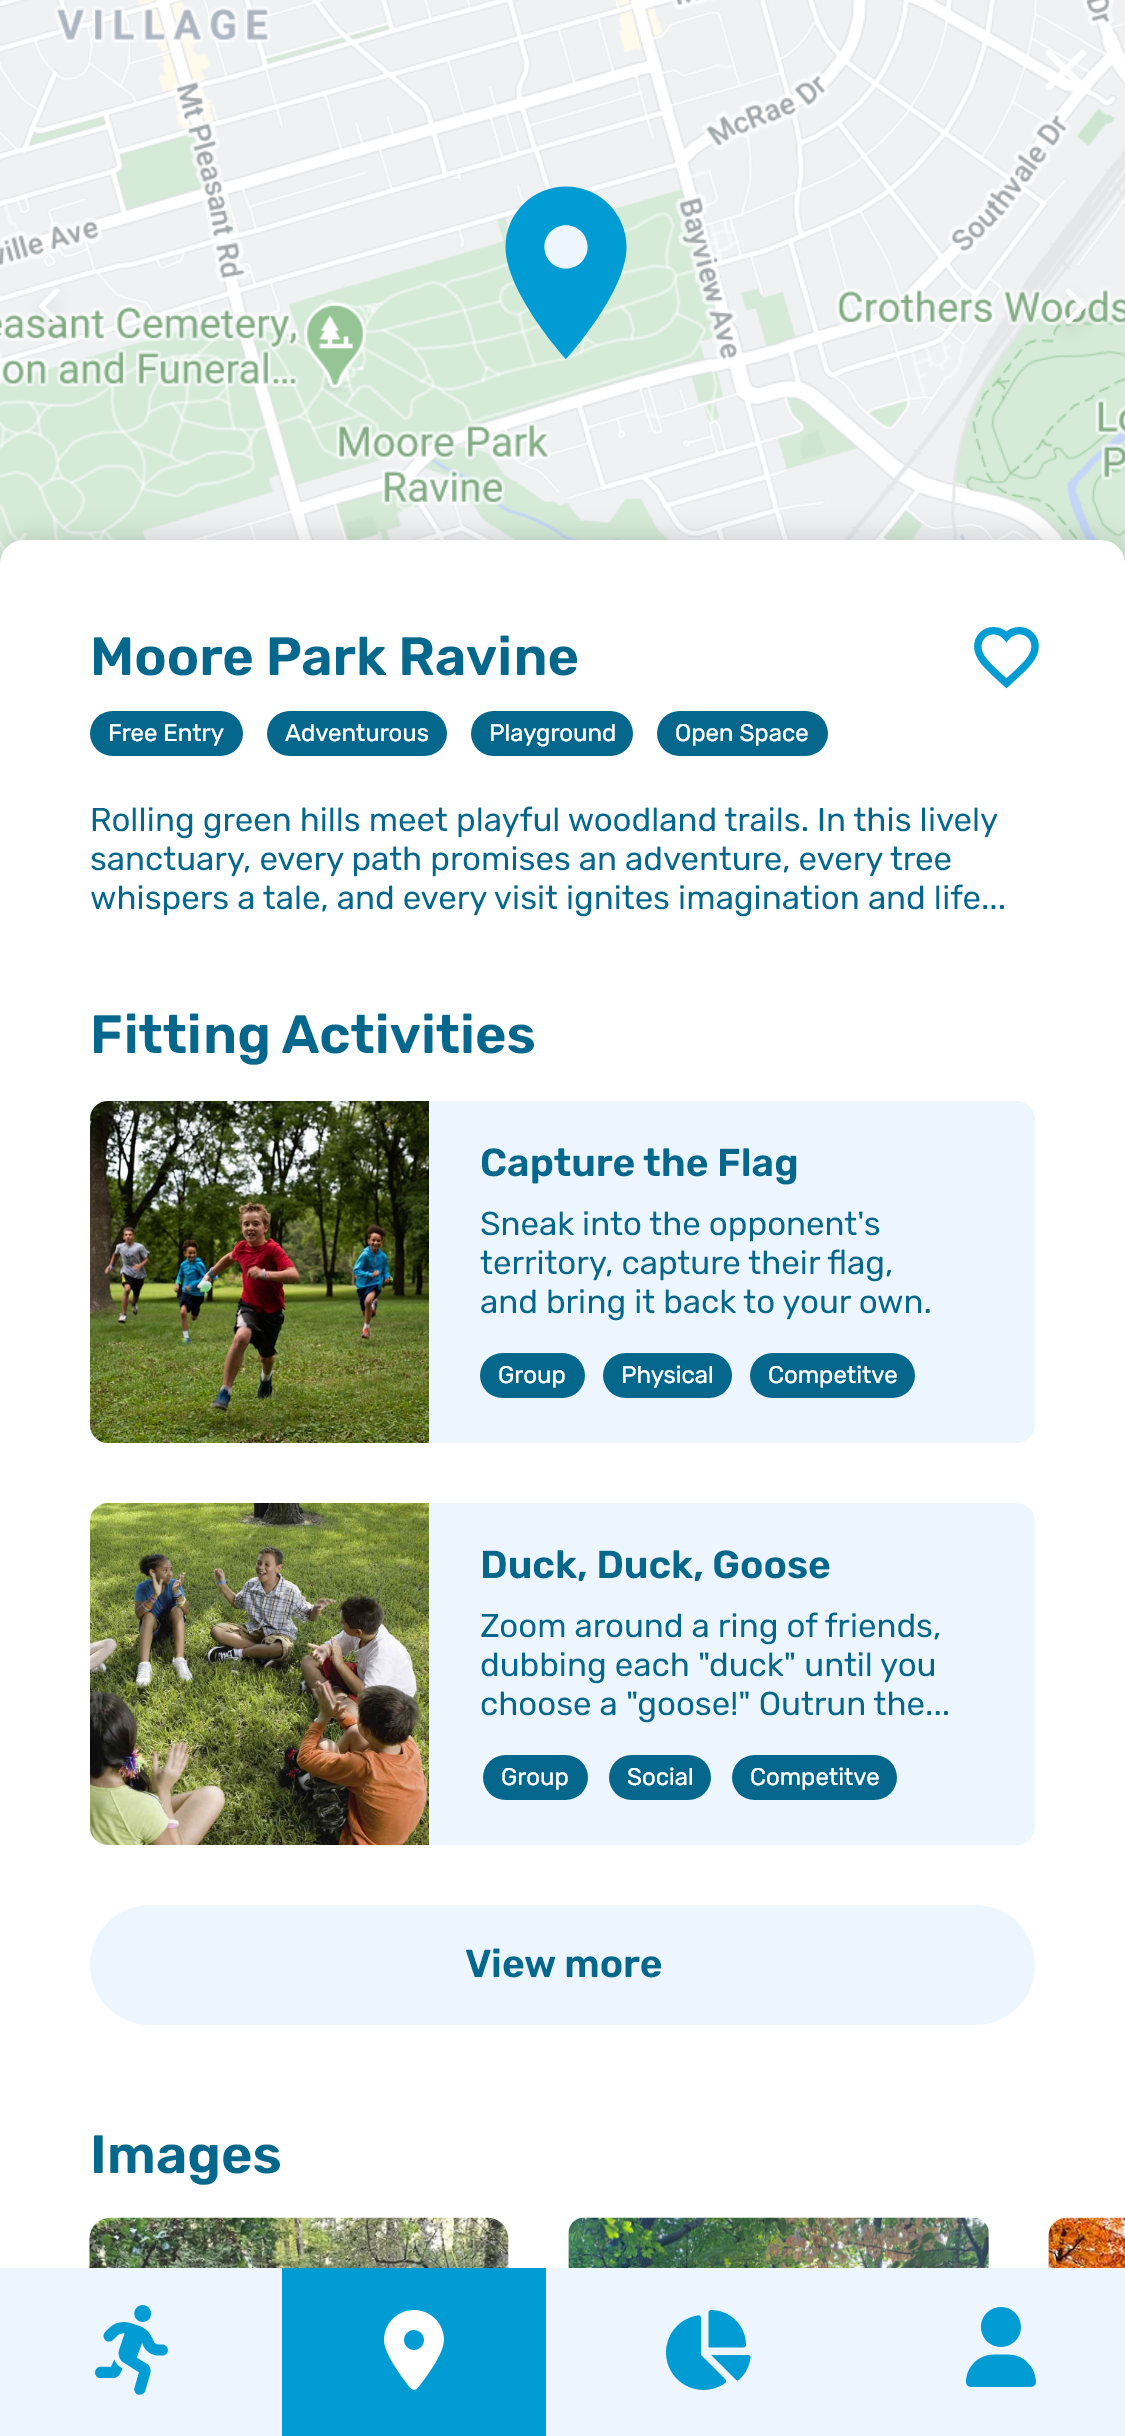 VILLAGE
Mt Pleasant Rd
McRae Dr
Southvale Dr
Dr
Bayview Ave
ville Ave
easant Cemetery,
on and Funeral...
Crothers Woods
Moore Park
Ravine
Moore Park Ravine
Free Entry Adventurous Playground Open Space
Rolling green hills meet playful woodland trails. In this lively
sanctuary, every path promises an adventure, every tree
whispers a tale, and every visit ignites imagination and life...
Fitting Activities
Capture the Flag
Sneak into the opponent's
territory, capture their flag,
and bring it back to your own.
Group Physical Competitve
Duck, Duck, Goose
Zoom around a ring of friends,
dubbing each "duck" until you
choose a "goose!" Outrun the...
Group Social Competitve
View more
Images